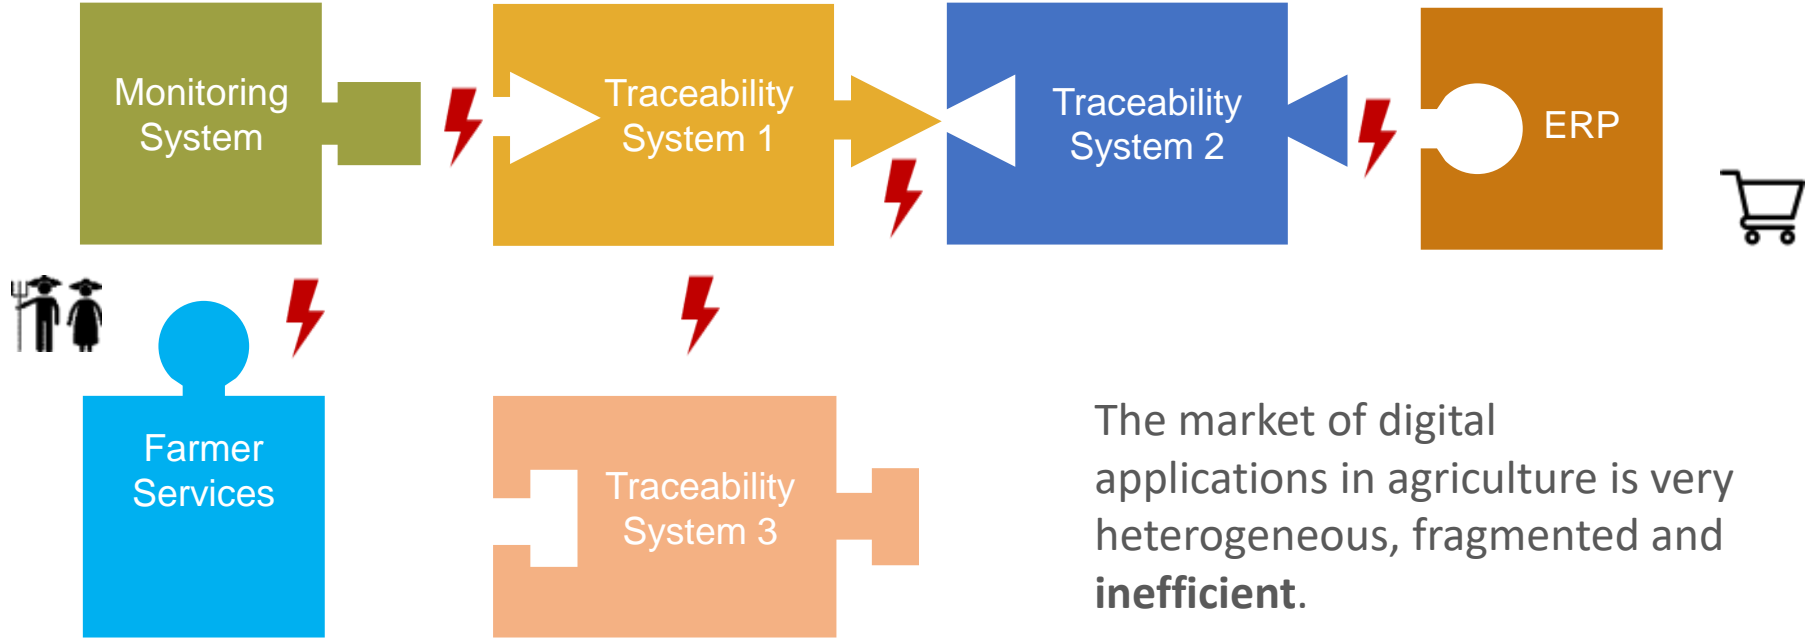 Monitoring
System
Traceability
System 1
Traceability
System 2
ERP
Farmer
Services
Traceability
System 3
The market of digital
applications in agriculture is very
heterogeneous, fragmented and
inefficient.